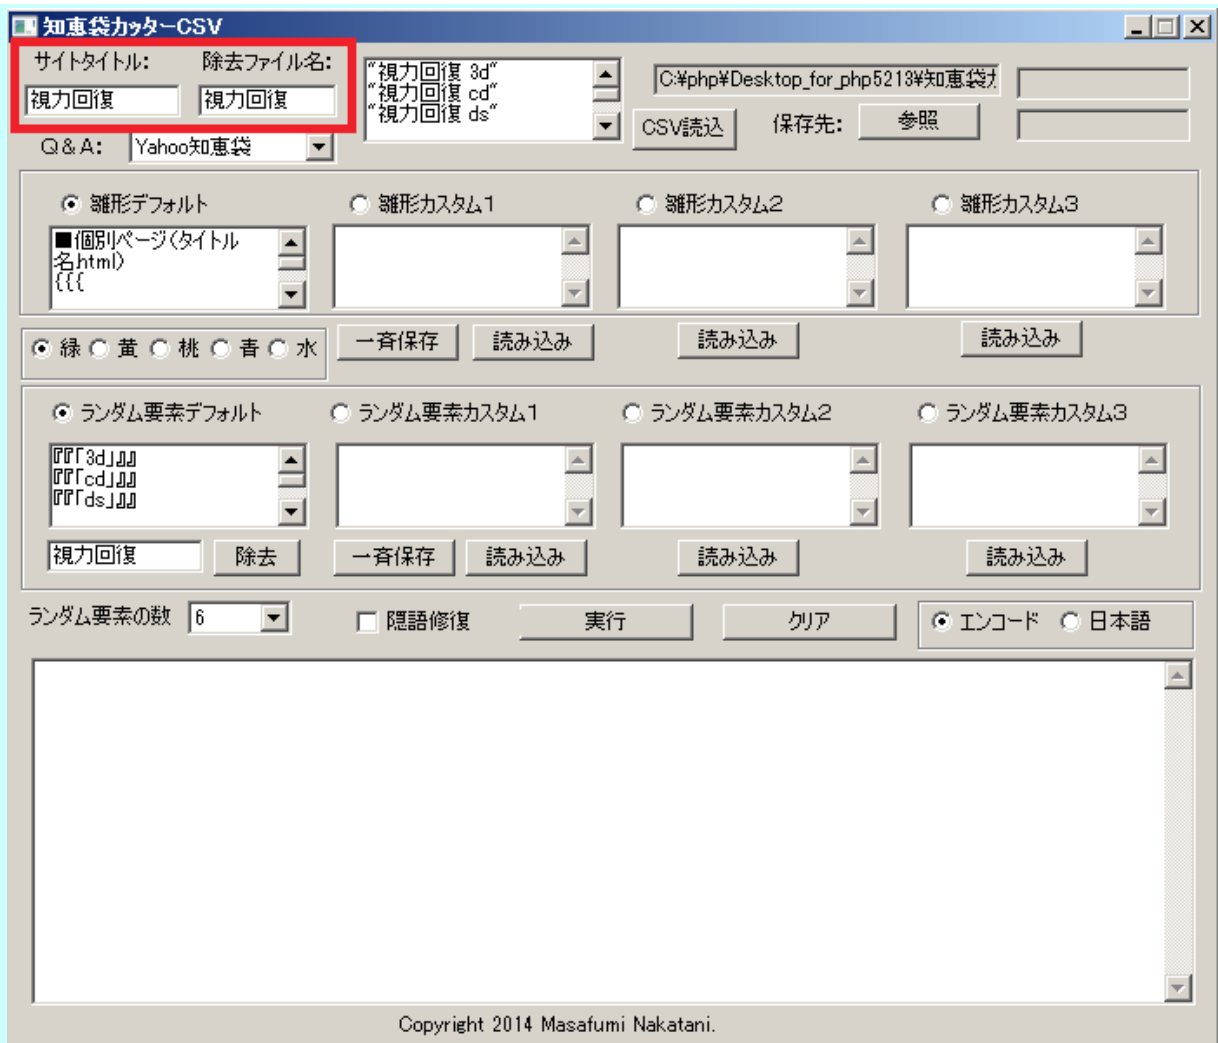 知恵袋カッターCSV
サイトタイトル: 除去ファイル名:
視力回復 視力回復
"視力回復 3d"
"視力回復 cd"
"視力回復 ds"
C:¥php¥Desktop_for_php5213¥知恵袋
CSV読込 保存先: 参照
Q&A: Yahoo知恵袋
雛形デフォルト 雛形カスタム1 雛形カスタム2 雛形カスタム3
■個別ページ(タイトル
名.html)
{{{
緑 黄 桃 青 水 一斉保存 読み込み 読み込み 読み込み
ランダム要素デフォルト ランダム要素カスタム1 ランダム要素カスタム2 ランダム要素カスタム3
『『「3d」』』
『『「cd」』』
『『「ds」』』
視力回復 除去 一斉保存 読み込み 読み込み 読み込み
ランダム要素の数 6 隠語修復 実行 クリア エンコード 日本語
Copyright 2014 Masafumi Nakatani.